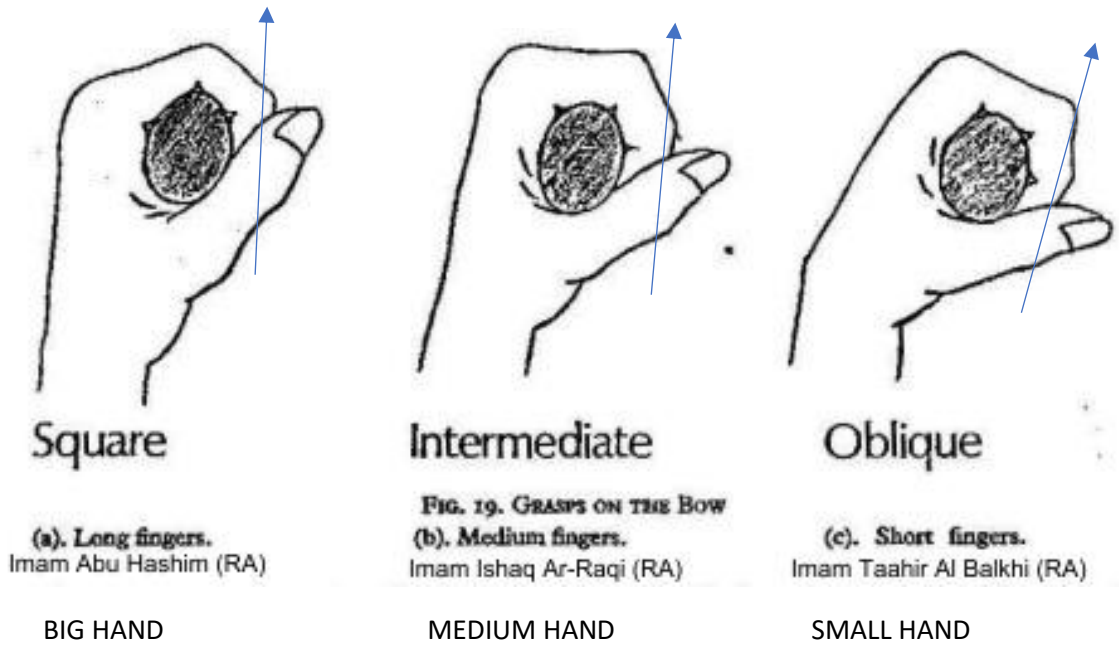 Square
Intermediate
Oblique
FIG. 19. GRASPS ON THE BOW
(a). Long fingers.
(b). Medium fingers.
(c). Short fingers.
Imam Abu Hashim (RA)
Imam Ishaq Ar-Raqi (RA)
Imam Taahir Al Balkhi (RA)
BIG HAND
MEDIUM HAND
SMALL HAND